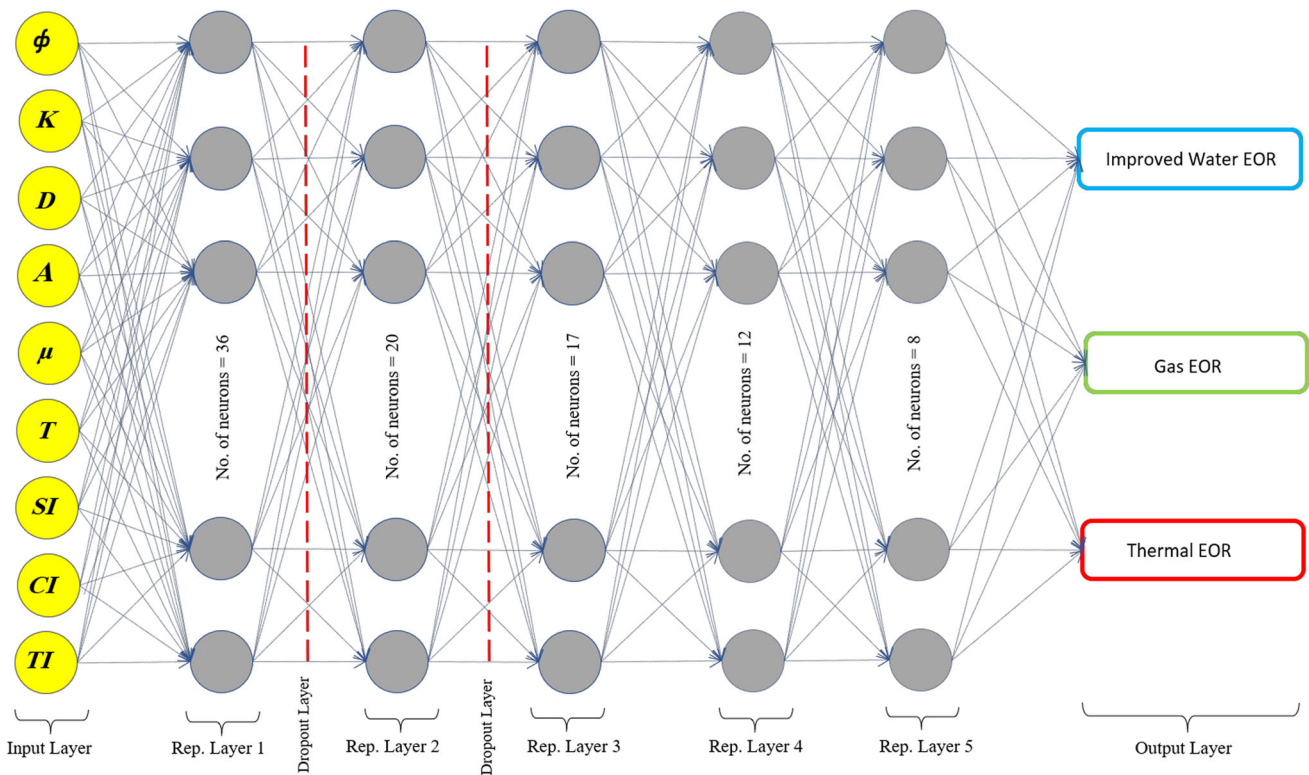 ϕ
K
D
A
μ
T
SI
CI
TI
No. of neurons = 36
No. of neurons = 20
No. of neurons = 17
No. of neurons = 12
No. of neurons = 8
Improved Water EOR
Gas EOR
Thermal EOR
Input Layer
Rep. Layer 1
Dropout Layer
Rep. Layer 2
Dropout Layer
Rep. Layer 3
Rep. Layer 4
Rep. Layer 5
Output Layer